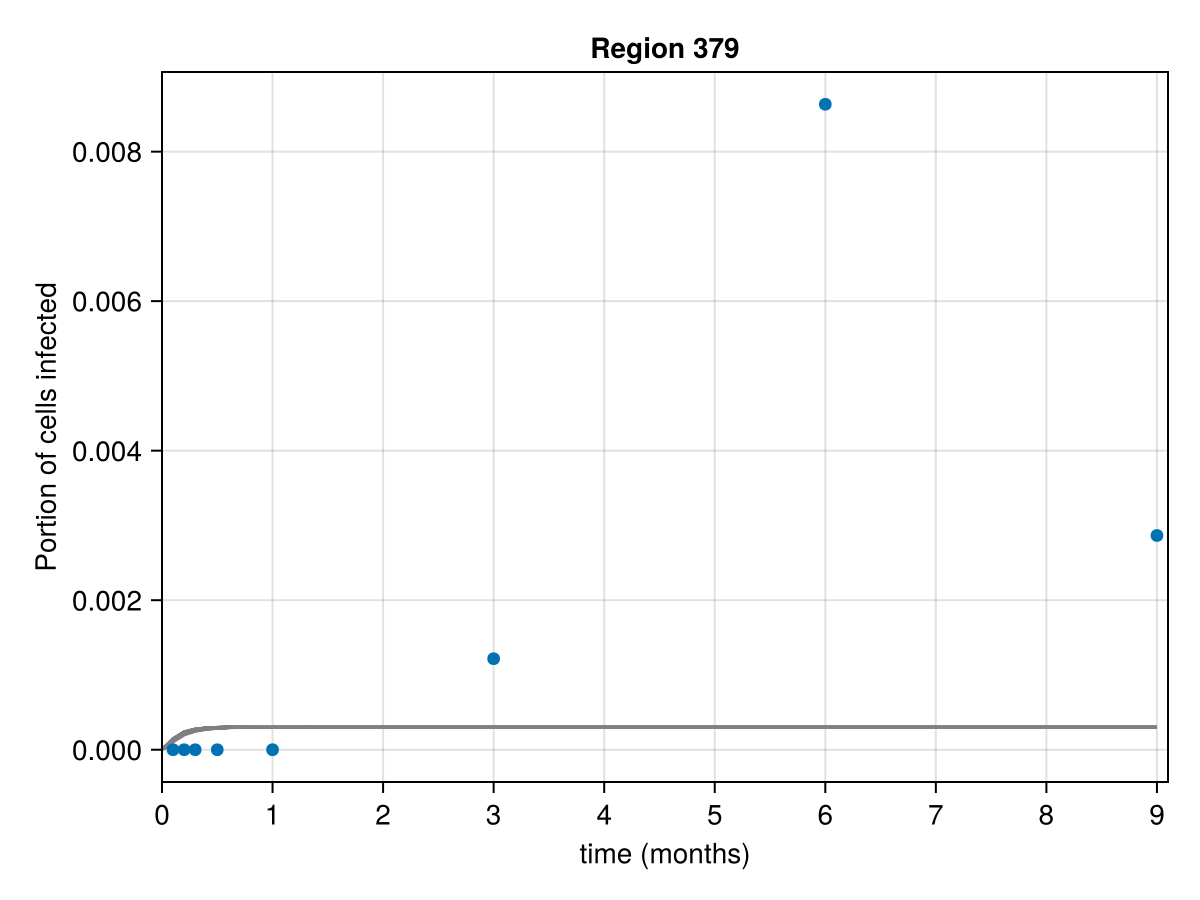 Region 379
Portion of cells infected
0.008
0.006
0.004
0.002
0.000
0 1 2 3 4 5 6 7 8 9
time (months)